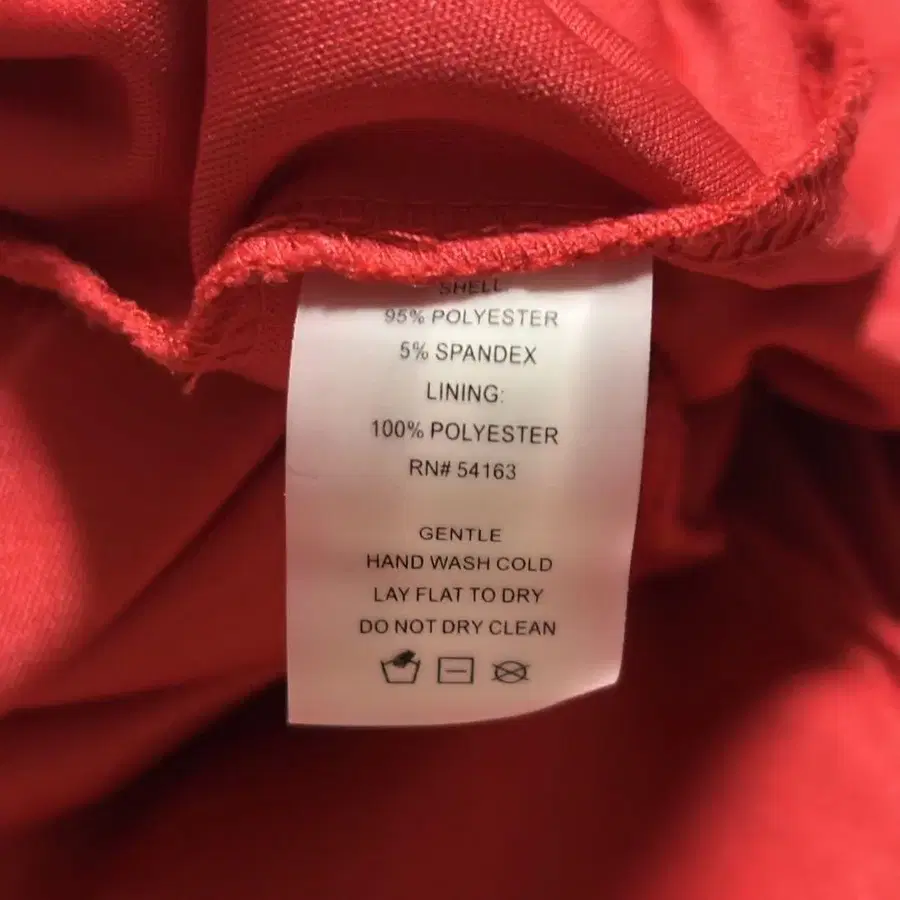 SHELL:
95% POLYESTER
5% SPANDEX
LINING:
100% POLYESTER
RN# 54163
GENTLE
HAND WASH COLD
LAY FLAT TO DRY
DO NOT DRY CLEAN